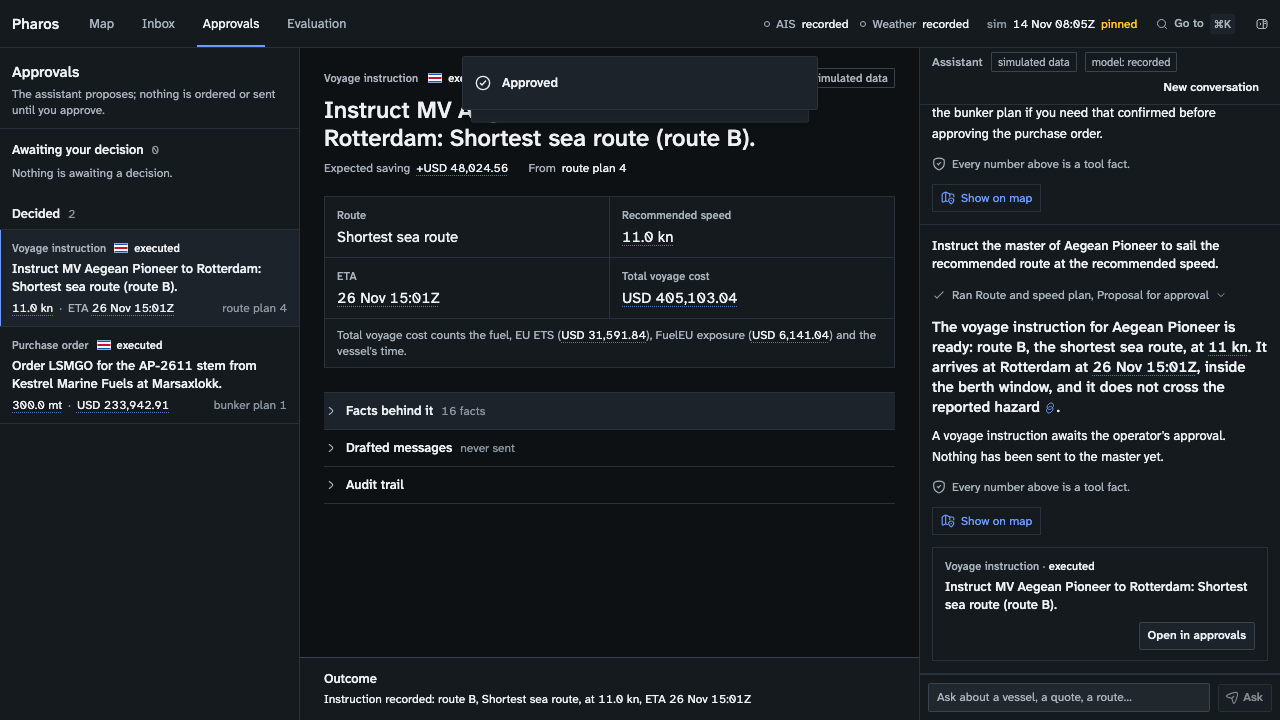 Pharos
Map
Inbox
Approvals
Evaluation
AIS recorded
Weather recorded
sim 14 Nov 08:05Z pinned
Go to ⌘K
Approvals
The assistant proposes; nothing is ordered or sent
until you approve.
Awaiting your decision 0
Nothing is awaiting a decision.
Decided 2
Voyage instruction executed
Instruct MV Aegean Pioneer to Rotterdam:
Shortest sea route (route B).
11.0 kn · ETA 26 Nov 15:01Z route plan 4
Purchase order executed
Order LSMGO for the AP-2611 stem from
Kestrel Marine Fuels at Marsaxlokk.
300.0 mt · USD 233,942.91 bunker plan 1
Approved
Voyage instruction
simulated data
Instruct MV
Rotterdam: Shortest sea route (route B).
Expected saving +USD 48,024.56 From route plan 4
Route
Shortest sea route
Recommended speed
11.0 kn
ETA
26 Nov 15:01Z
Total voyage cost
USD 405,103.04
Total voyage cost counts the fuel, EU ETS (USD 31,591.84), FuelEU exposure (USD 6,141.04) and the
vessel's time.
Facts behind it 16 facts
Drafted messages never sent
Audit trail
Outcome
Instruction recorded: route B, Shortest sea route, at 11.0 kn, ETA 26 Nov 15:01Z
Assistant simulated data model: recorded
New conversation
the bunker plan if you need that confirmed before
approving the purchase order.
Every number above is a tool fact.
Show on map
Instruct the master of Aegean Pioneer to sail the
recommended route at the recommended speed.
Ran Route and speed plan, Proposal for approval
The voyage instruction for Aegean Pioneer is
ready: route B, the shortest sea route, at 11 kn. It
arrives at Rotterdam at 26 Nov 15:01Z, inside
the berth window, and it does not cross the
reported hazard.
A voyage instruction awaits the operator's approval.
Nothing has been sent to the master yet.
Every number above is a tool fact.
Show on map
Voyage instruction · executed
Instruct MV Aegean Pioneer to Rotterdam: Shortest
sea route (route B).
Open in approvals
Ask about a vessel, a quote, a route...
Ask